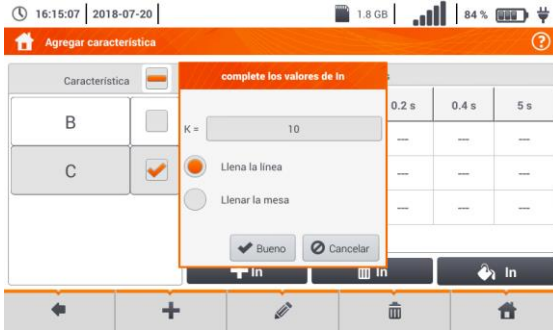 16:15:07 2018-07-20 1.8 GB 84 %
Agregar característica ?
Característica
complete los valores de In
s
0.2 s 0.4 s 5 s
B
K = 10
--- --- ---
C
Llena la línea
--- --- ---
Llenar la mesa
--- --- ---
Bueno Cancelar
In In In